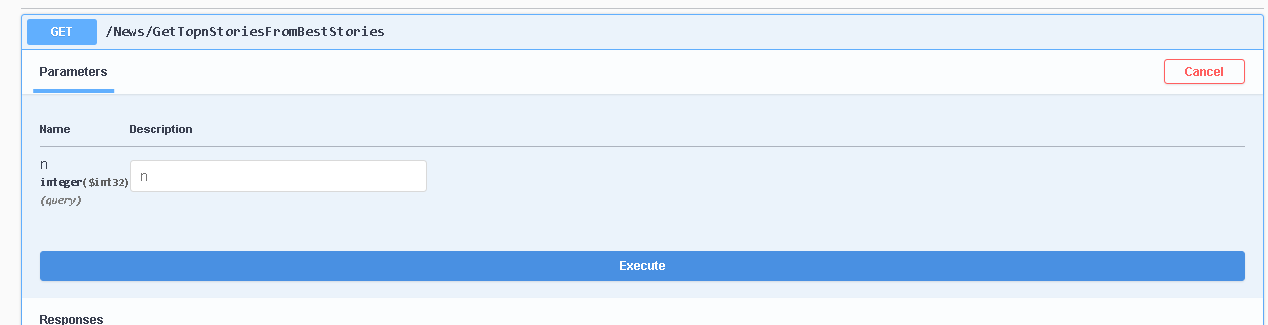 GET /News/GetTopnStoriesFromBestStories
Parameters Cancel
Name Description
n
integer($int32)
n
(query)
Execute
Responses